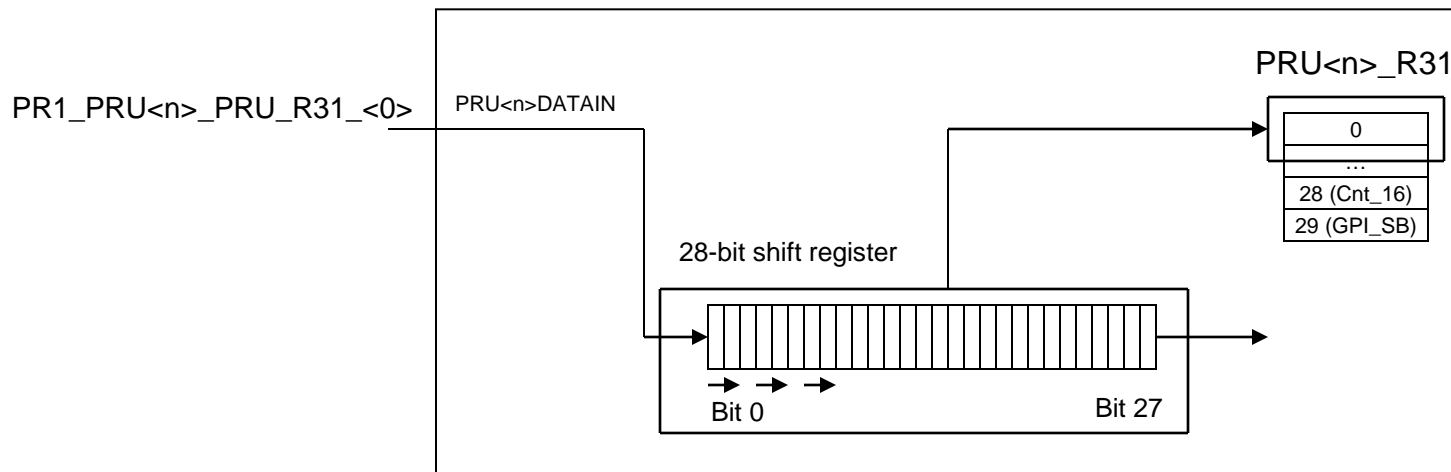 PRU<n>_R31
PR1_PRU<n>_PRU_R31_<0>
PRU<n>DATAIN
0
...
28 (Cnt_16)
29 (GPI_SB)
28-bit shift register
Bit 0
Bit 27